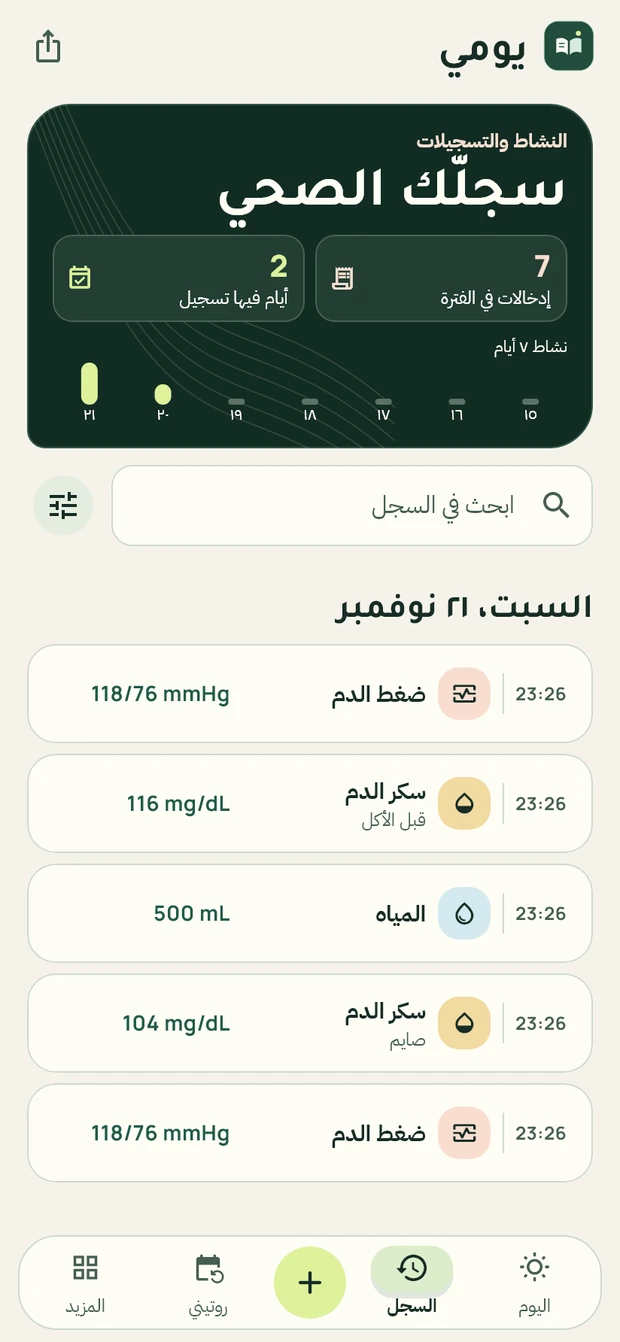 يومي
النشاط والتسجيلات
سجلّك الصحي
7
إدخالات في الفترة
2
أيام فيها تسجيل
نشاط ٧ أيام
١٥ ١٦ ١٧ ١٨ ١٩ ٢٠ ٢١
ابحث في السجل
السبت، ٢١ نوفمبر
23:26 ضغط الدم 118/76 mmHg
23:26 سكر الدم 116 mg/dL
قبل الأكل
23:26 المياه 500 mL
23:26 سكر الدم 104 mg/dL
صايم
23:26 ضغط الدم 118/76 mmHg
اليوم السجل روتيني المزيد